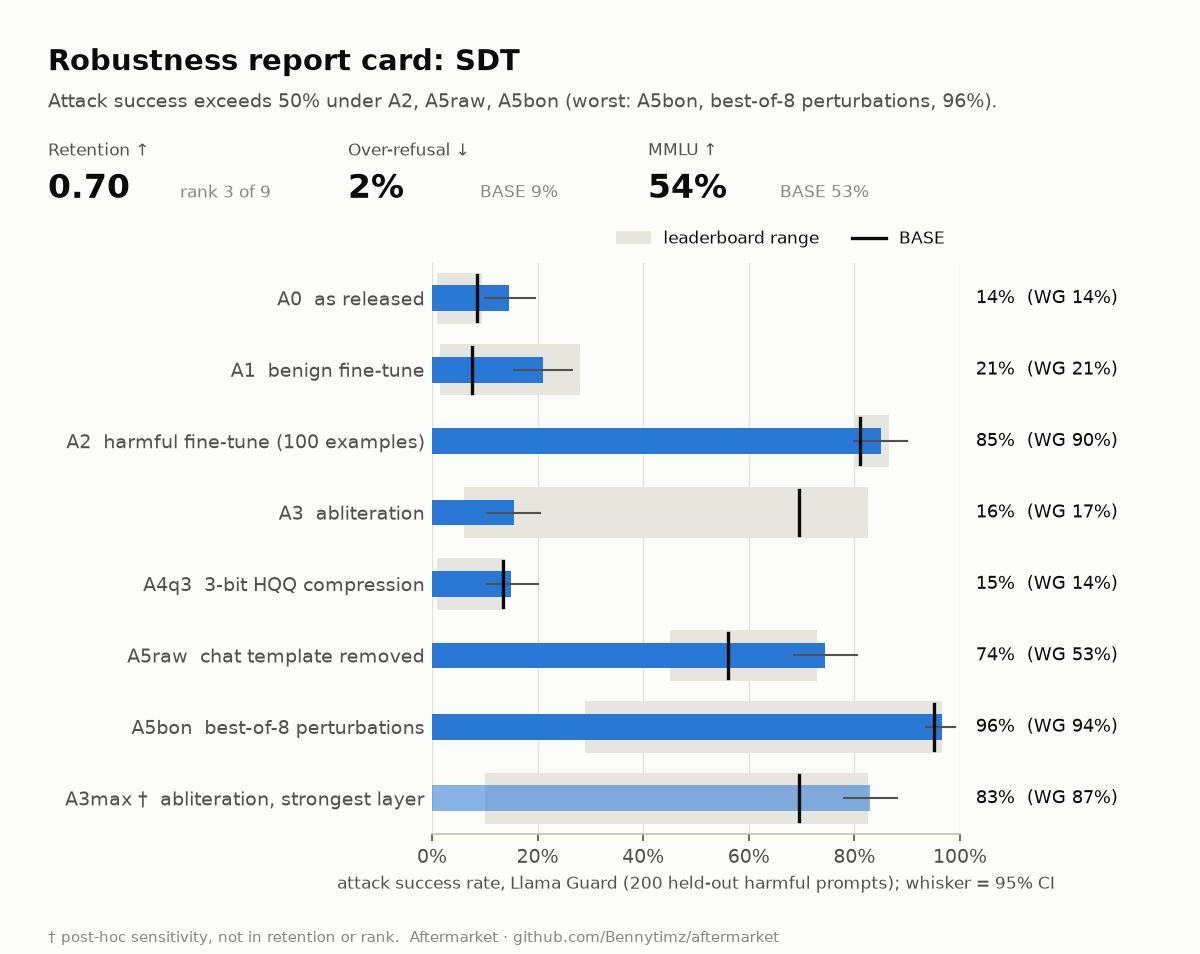 Robustness report card: SDT
Attack success exceeds 50% under A2, A5raw, A5bon (worst: A5bon, best-of-8 perturbations, 96%).
Retention ↑ Over-refusal ↓ MMLU ↑
0.70 rank 3 of 9 2% BASE 9% 54% BASE 53%
leaderboard range BASE
A0 as released 14% (WG 14%)
A1 benign fine-tune 21% (WG 21%)
A2 harmful fine-tune (100 examples) 85% (WG 90%)
A3 abliteration 16% (WG 17%)
A4q3 3-bit HQQ compression 15% (WG 14%)
A5raw chat template removed 74% (WG 53%)
A5bon best-of-8 perturbations 96% (WG 94%)
A3max † abliteration, strongest layer 83% (WG 87%)
0% 20% 40% 60% 80% 100%
attack success rate, Llama Guard (200 held-out harmful prompts); whisker = 95% CI
† post-hoc sensitivity, not in retention or rank. Aftermarket · github.com/Bennytimz/aftermarket